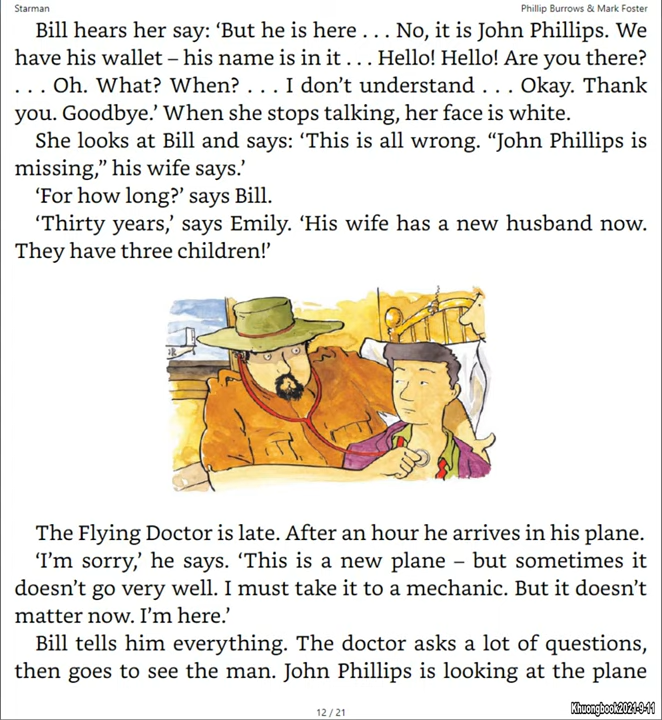 Starman
Phillip Burrows & Mark Foster
Bill hears her say: ‘But he is here . . . No, it is John Phillips. We
have his wallet – his name is in it . . . Hello! Hello! Are you there?
. . . Oh. What? When? . . . I don’t understand . . . Okay. Thank
you. Goodbye.’ When she stops talking, her face is white.
She looks at Bill and says: ‘This is all wrong. “John Phillips is
missing,” his wife says.’
‘For how long?’ says Bill.
‘Thirty years,’ says Emily. ‘His wife has a new husband now.
They have three children!’
The Flying Doctor is late. After an hour he arrives in his plane.
‘I’m sorry,’ he says. ‘This is a new plane – but sometimes it
doesn’t go very well. I must take it to a mechanic. But it doesn’t
matter now. I’m here.’
Bill tells him everything. The doctor asks a lot of questions,
then goes to see the man. John Phillips is looking at the plane
12 / 21
Khuongbook2021-9-11